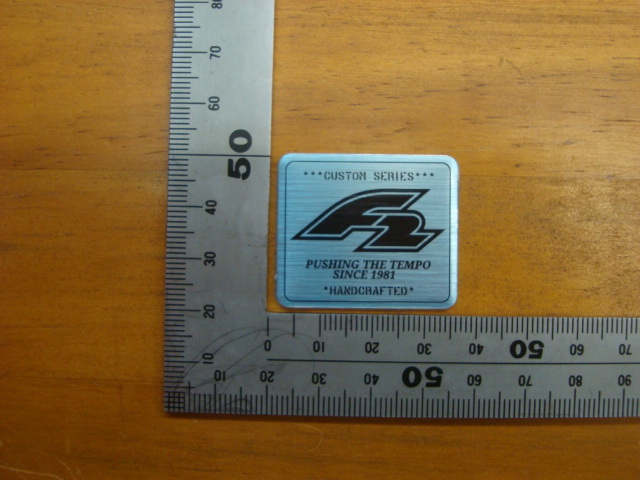 80
70
60
50
40
30
20
10
***CUSTOM SERIES***
F2
PUSHING THE TEMPO
SINCE 1981
*HANDCRAFTED*
0 10 20 30 40 50 60 70
20 30 40 50 60 70 80 90